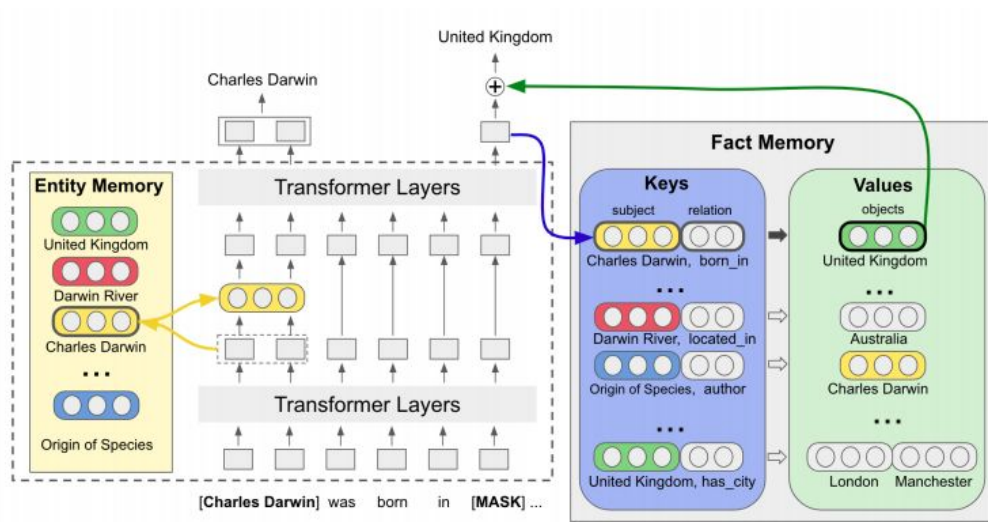 United Kingdom
Charles Darwin
+
Entity Memory
United Kingdom
Darwin River
Charles Darwin
...
Origin of Species
Transformer Layers
Transformer Layers
[Charles Darwin] was born in [MASK] ...
Fact Memory
Keys
subject relation
Charles Darwin, born_in
...
Darwin River, located_in
Origin of Species, author
...
United Kingdom, has_city
Values
objects
United Kingdom
...
Australia
Charles Darwin
...
London Manchester